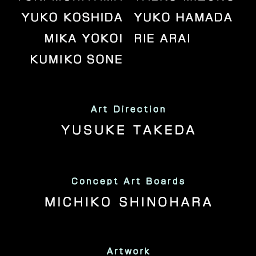 YUKO KOSHIDA YUKO HAMADA
MIKA YOKOI RIE ARAI
KUMIKO SONE
Art Direction
YUSUKE TAKEDA
Concept Art Boards
MICHIKO SHINOHARA
Artwork